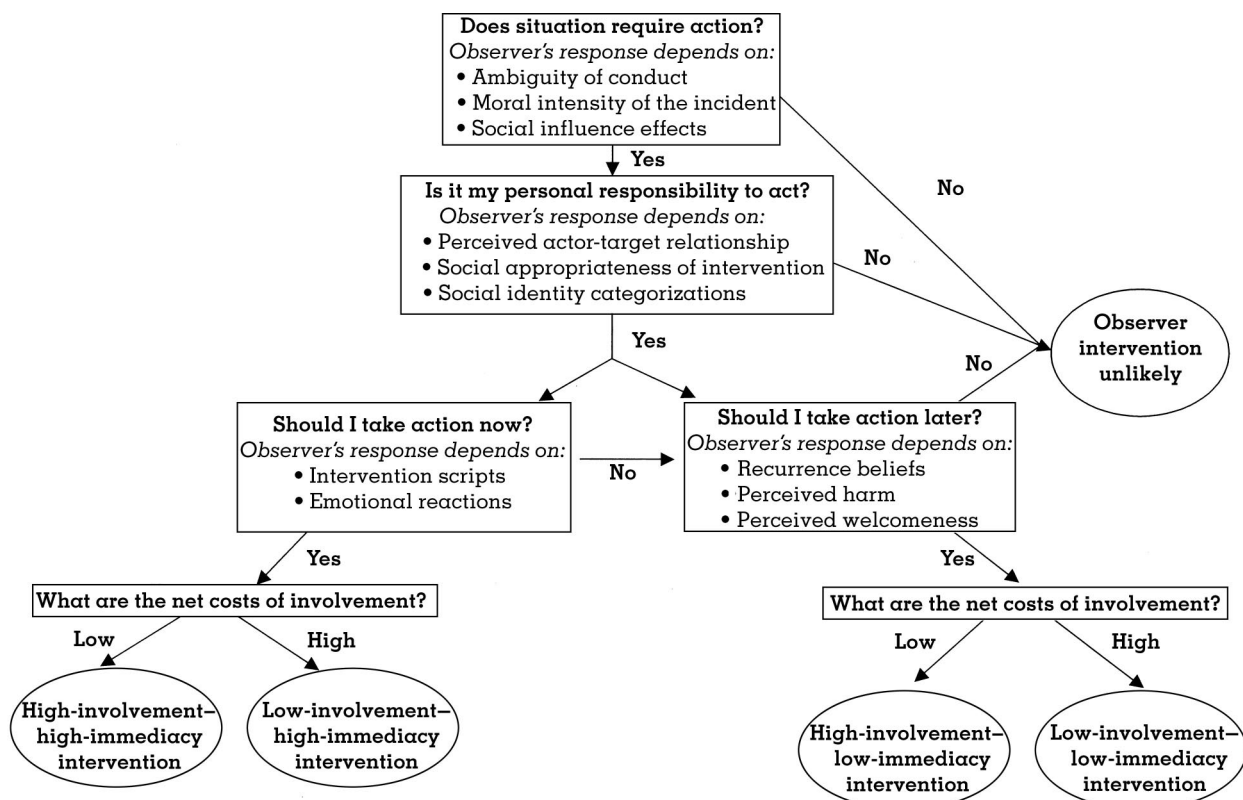 Does situation require action?
Observer's response depends on:
• Ambiguity of conduct
• Moral intensity of the incident
• Social influence effects
Yes
No
Is it my personal responsibility to act?
Observer's response depends on:
• Perceived actor-target relationship
• Social appropriateness of intervention
• Social identity categorizations
No
Yes
No
Observer
intervention
unlikely
Should I take action now?
Observer's response depends on:
• Intervention scripts
• Emotional reactions
No
Should I take action later?
Observer's response depends on:
• Recurrence beliefs
• Perceived harm
• Perceived welcomeness
Yes
What are the net costs of involvement?
Low
High
High-involvement–
high-immediacy
intervention
Low-involvement–
high-immediacy
intervention
Yes
What are the net costs of involvement?
Low
High
High-involvement–
low-immediacy
intervention
Low-involvement–
low-immediacy
intervention